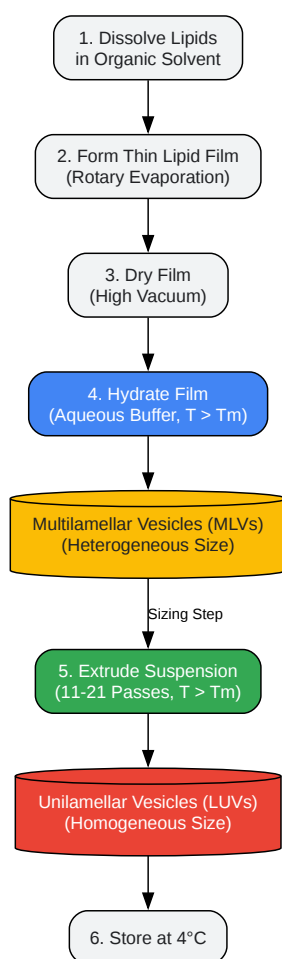 1. Dissolve Lipids
in Organic Solvent
2. Form Thin Lipid Film
(Rotary Evaporation)
3. Dry Film
(High Vacuum)
4. Hydrate Film
(Aqueous Buffer, T > Tm)
Multilamellar Vesicles (MLVs)
(Heterogeneous Size)
Sizing Step
5. Extrude Suspension
(11-21 Passes, T > Tm)
Unilamellar Vesicles (LUVs)
(Homogeneous Size)
6. Store at 4°C